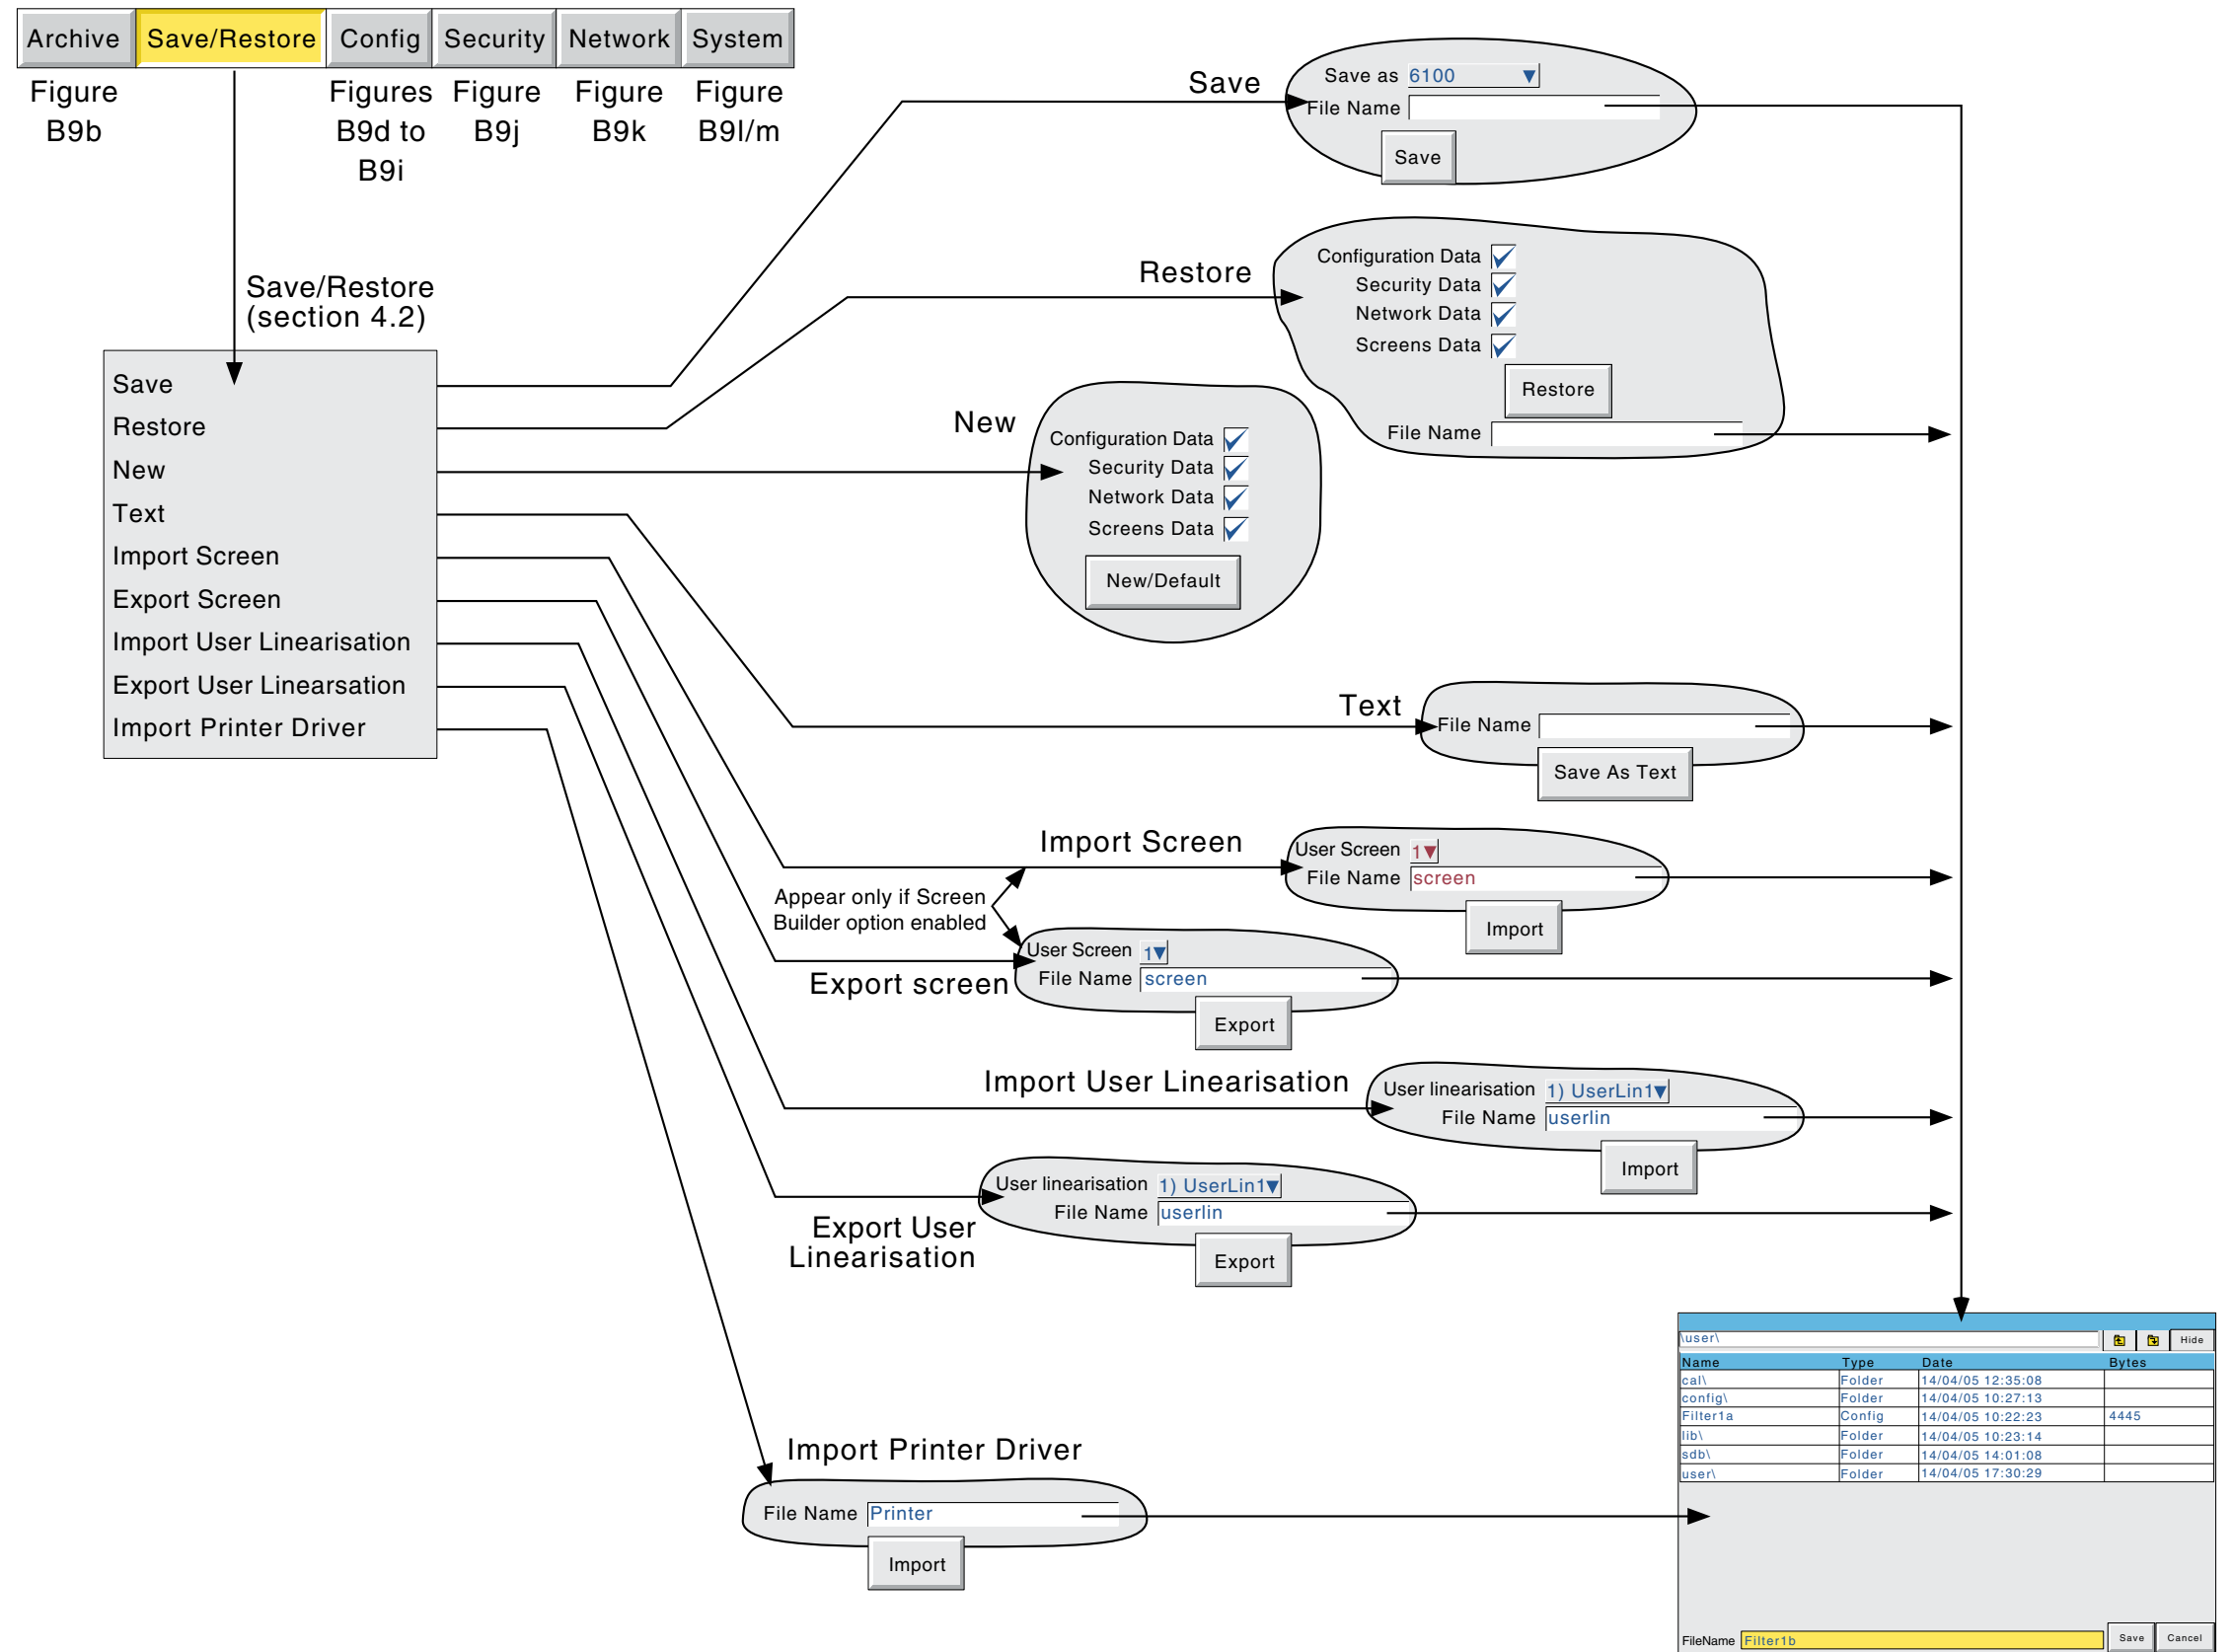 Archive
Save/Restore
Config
Security
Network
System
Figure
B9b
Figures
B9d to
B9i
Figure
B9j
Figure
B9k
Figure
B9l/m
Save/Restore
(section 4.2)
Save
Restore
New
Text
Import Screen
Export Screen
Import User Linearisation
Export User Linearsation
Import Printer Driver
Save
Save as 6100
File Name
Save
Restore
Configuration Data
Security Data
Network Data
Screens Data
Restore
File Name
New
Configuration Data
Security Data
Network Data
Screens Data
New/Default
Text
File Name
Save As Text
Import Screen
User Screen 1
File Name screen
Import
Appear only if Screen
Builder option enabled
Export screen
User Screen 1
File Name screen
Export
Import User Linearisation
User linearisation 1) UserLin1
File Name userlin
Import
Export User
Linearisation
User linearisation 1) UserLin1
File Name userlin
Export
Import Printer Driver
File Name Printer
Import
\user\ Hide
Name Type Date Bytes
cal\ Folder 14/04/05 12:35:08
config\ Folder 14/04/05 10:27:13
Filter1a Config 14/04/05 10:22:23 4445
lib\ Folder 14/04/05 10:23:14
sdb\ Folder 14/04/05 14:01:08
user\ Folder 14/04/05 17:30:29
FileName Filter1b Save Cancel